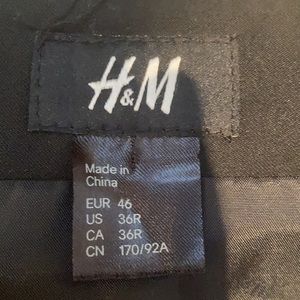 H&M
Made in
China
EUR 46
US 36R
CA 36R
CN 170/92A